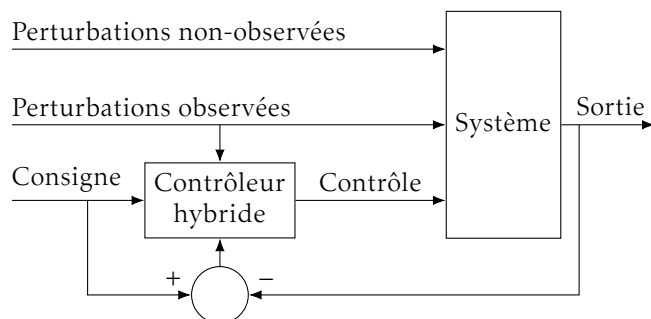 Perturbations non-observées
Perturbations observées
Système
Sortie
Consigne
Contrôleur
hybride
Contrôle
+
−